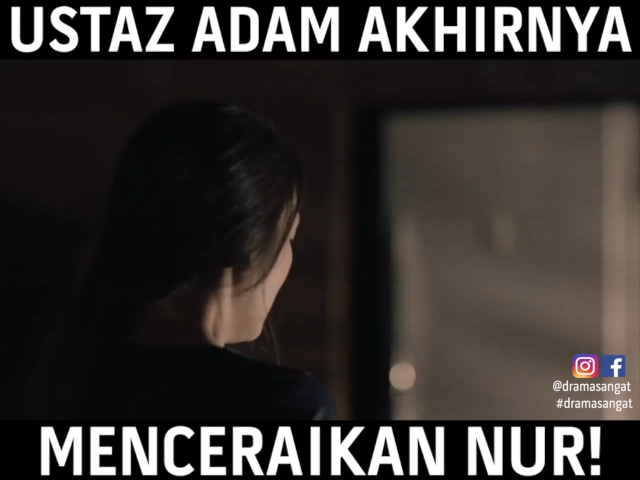 USTAZ ADAM AKHIRNYA
@dramasangat
#dramasangat
MENCERAIKAN NUR!